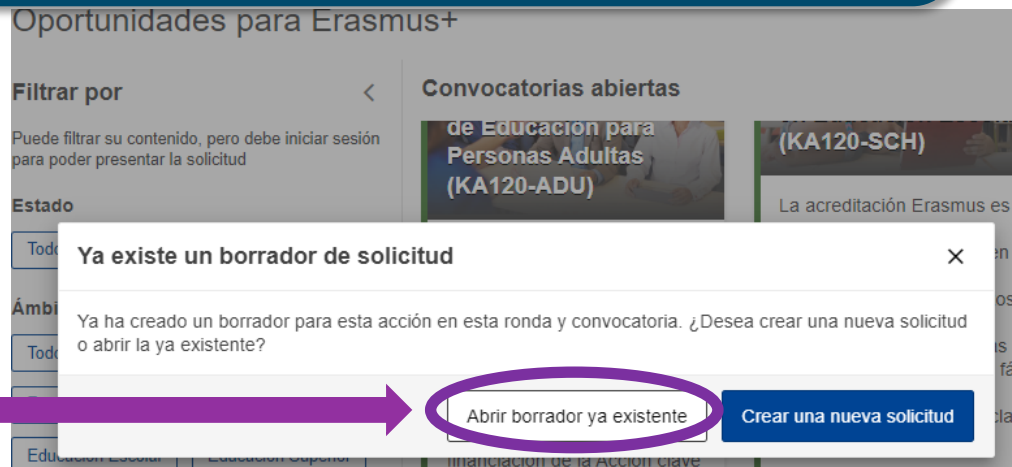 Oportunidades para Erasmus+
Filtrar por
Puede filtrar su contenido, pero debe iniciar sesión
para poder presentar la solicitud
Estado
Convocatorias abiertas
de Educación para
Personas Adultas
(KA120-ADU)
(KA120-SCH)
La acreditación Erasmus es
Ya existe un borrador de solicitud
Ya ha creado un borrador para esta acción en esta ronda y convocatoria. ¿Desea crear una nueva solicitud
o abrir la ya existente?
Abrir borrador ya existente
Crear una nueva solicitud
Educación Escolar
Educación Superior
financiación de la Acción clave